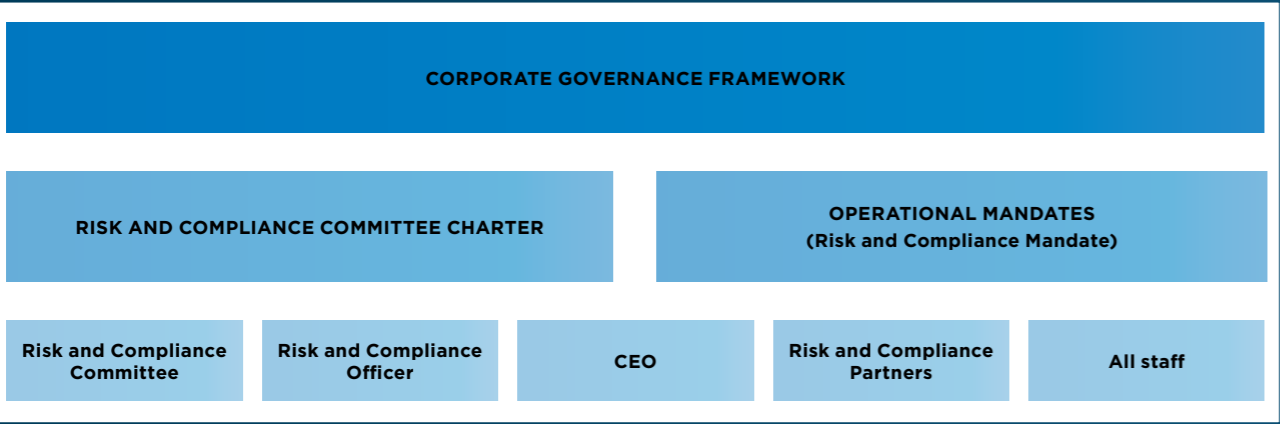 CORPORATE GOVERNANCE FRAMEWORK
RISK AND COMPLIANCE COMMITTEE CHARTER
OPERATIONAL MANDATES
(Risk and Compliance Mandate)
Risk and Compliance
Committee
Risk and Compliance
Officer
CEO
Risk and Compliance
Partners
All staff